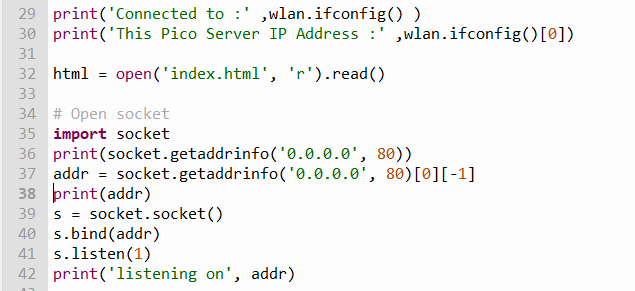 29 print('Connected to :' ,wlan.ifconfig() )
30 print('This Pico Server IP Address :' ,wlan.ifconfig()[0])
31
32 html = open('index.html', 'r').read()
33
34 # Open socket
35 import socket
36 print(socket.getaddrinfo('0.0.0.0', 80))
37 addr = socket.getaddrinfo('0.0.0.0', 80)[0][-1]
38 print(addr)
39 s = socket.socket()
40 s.bind(addr)
41 s.listen(1)
42 print('listening on', addr)